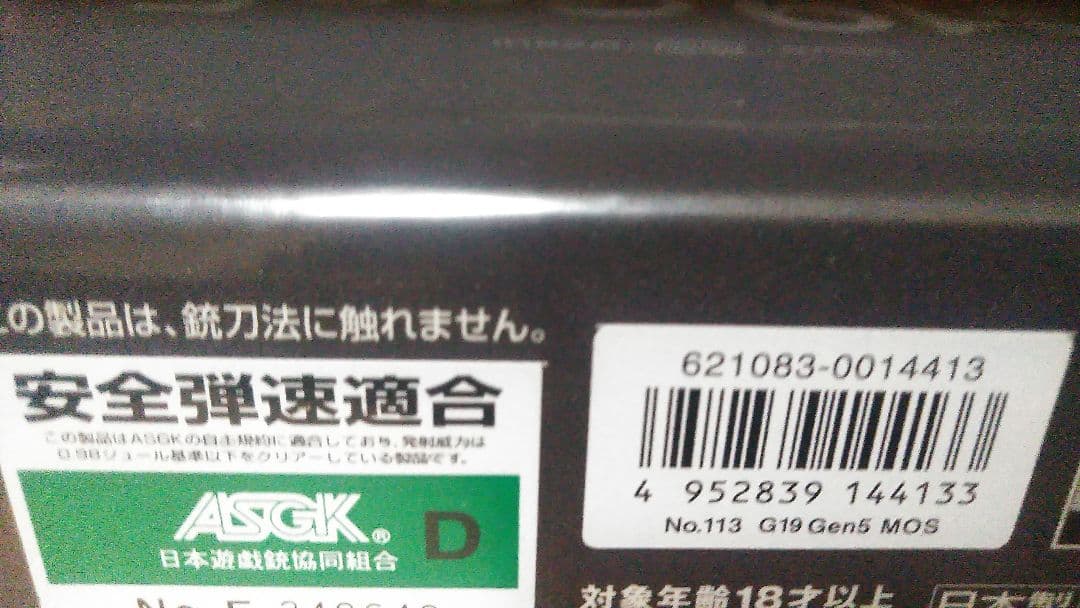 の製品は、銃刀法に触れません。
安全弾速適合
この製品はASGKの自主規約に適合しており、発射威力は
0.98ジュール基準以下をクリアーしている製品です。
ASGK® D
日本遊戯銃協同組合
No.
621083-0014413
4 952839 144133
No.113 G19 Gen5 MOS
対象年齢18才以上
日本製